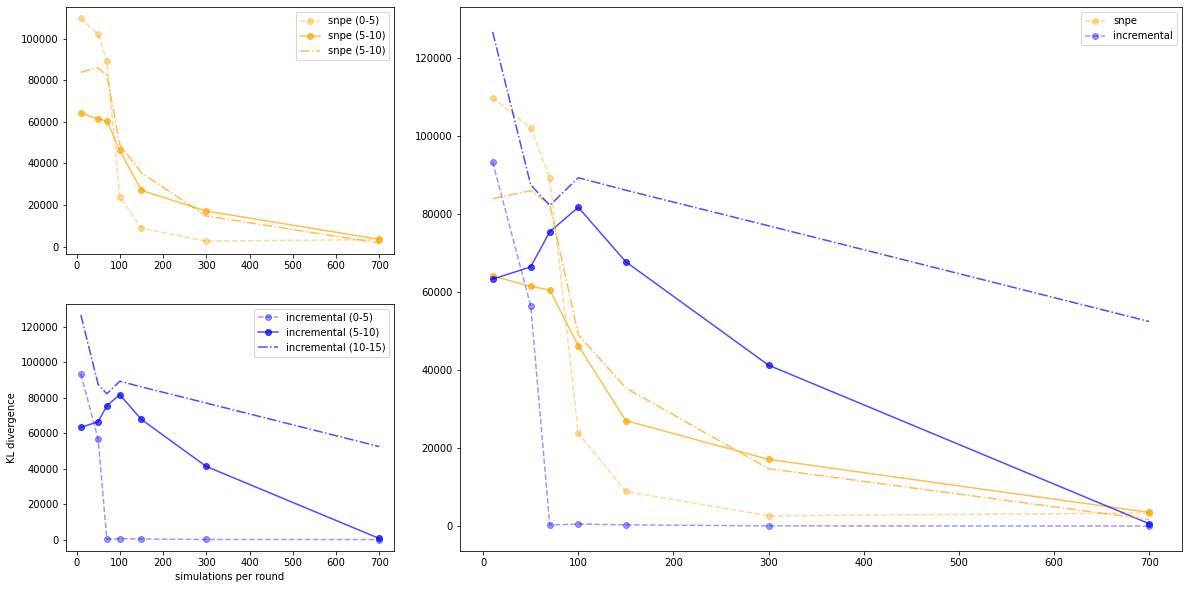 snpe (0-5)
snpe (5-10)
snpe (5-10)
100000
80000
60000
40000
20000
0
0 100 200 300 400 500 600 700
incremental (0-5)
incremental (5-10)
incremental (10-15)
120000
100000
80000
60000
40000
20000
0
KL divergence
0 100 200 300 400 500 600 700
simulations per round
snpe
incremental
120000
100000
80000
60000
40000
20000
0
0 100 200 300 400 500 600 700